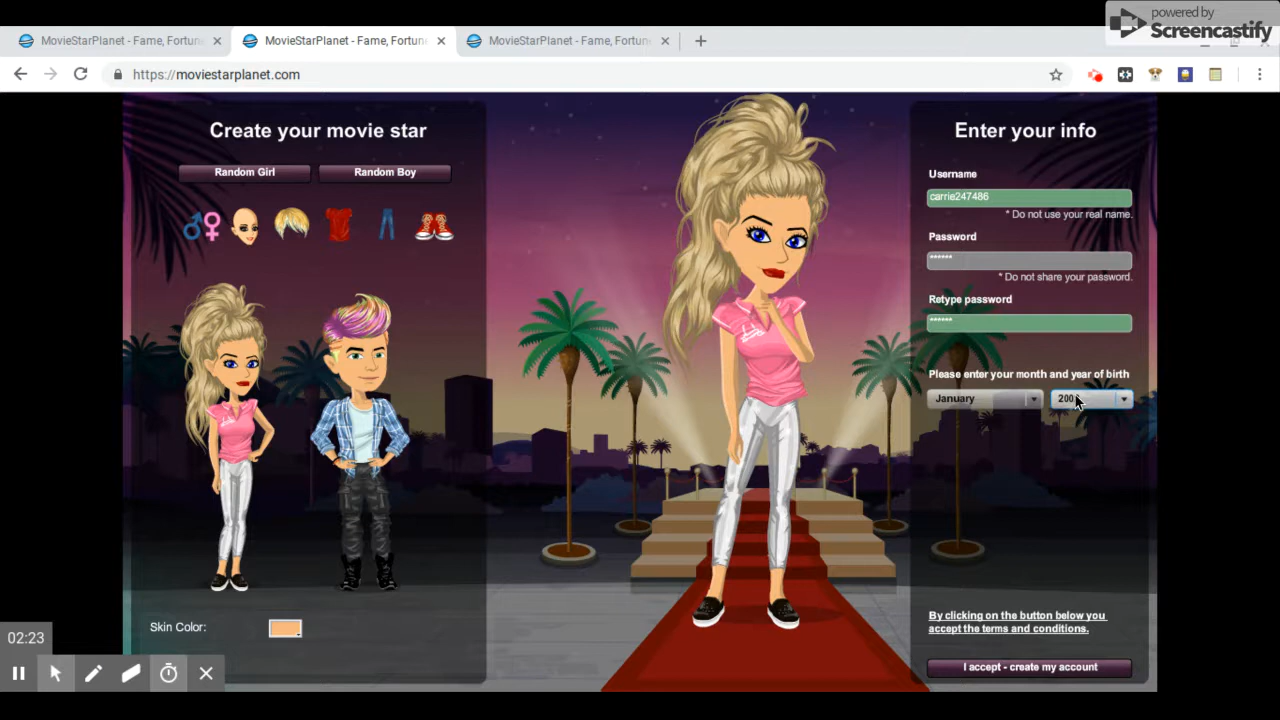 powered by
Screencastify
MovieStarPlanet - Fame, Fortun
MovieStarPlanet - Fame, Fortun
MovieStarPlanet - Fame, Fortun
https://moviestarplanet.com
Create your movie star
Random Girl
Random Boy
Skin Color:
Enter your info
Username
carrie247486
* Do not use your real name.
Password
******
* Do not share your password.
Retype password
******
Please enter your month and year of birth
January
By clicking on the button below you
accept the terms and conditions.
I accept - create my account
02:23